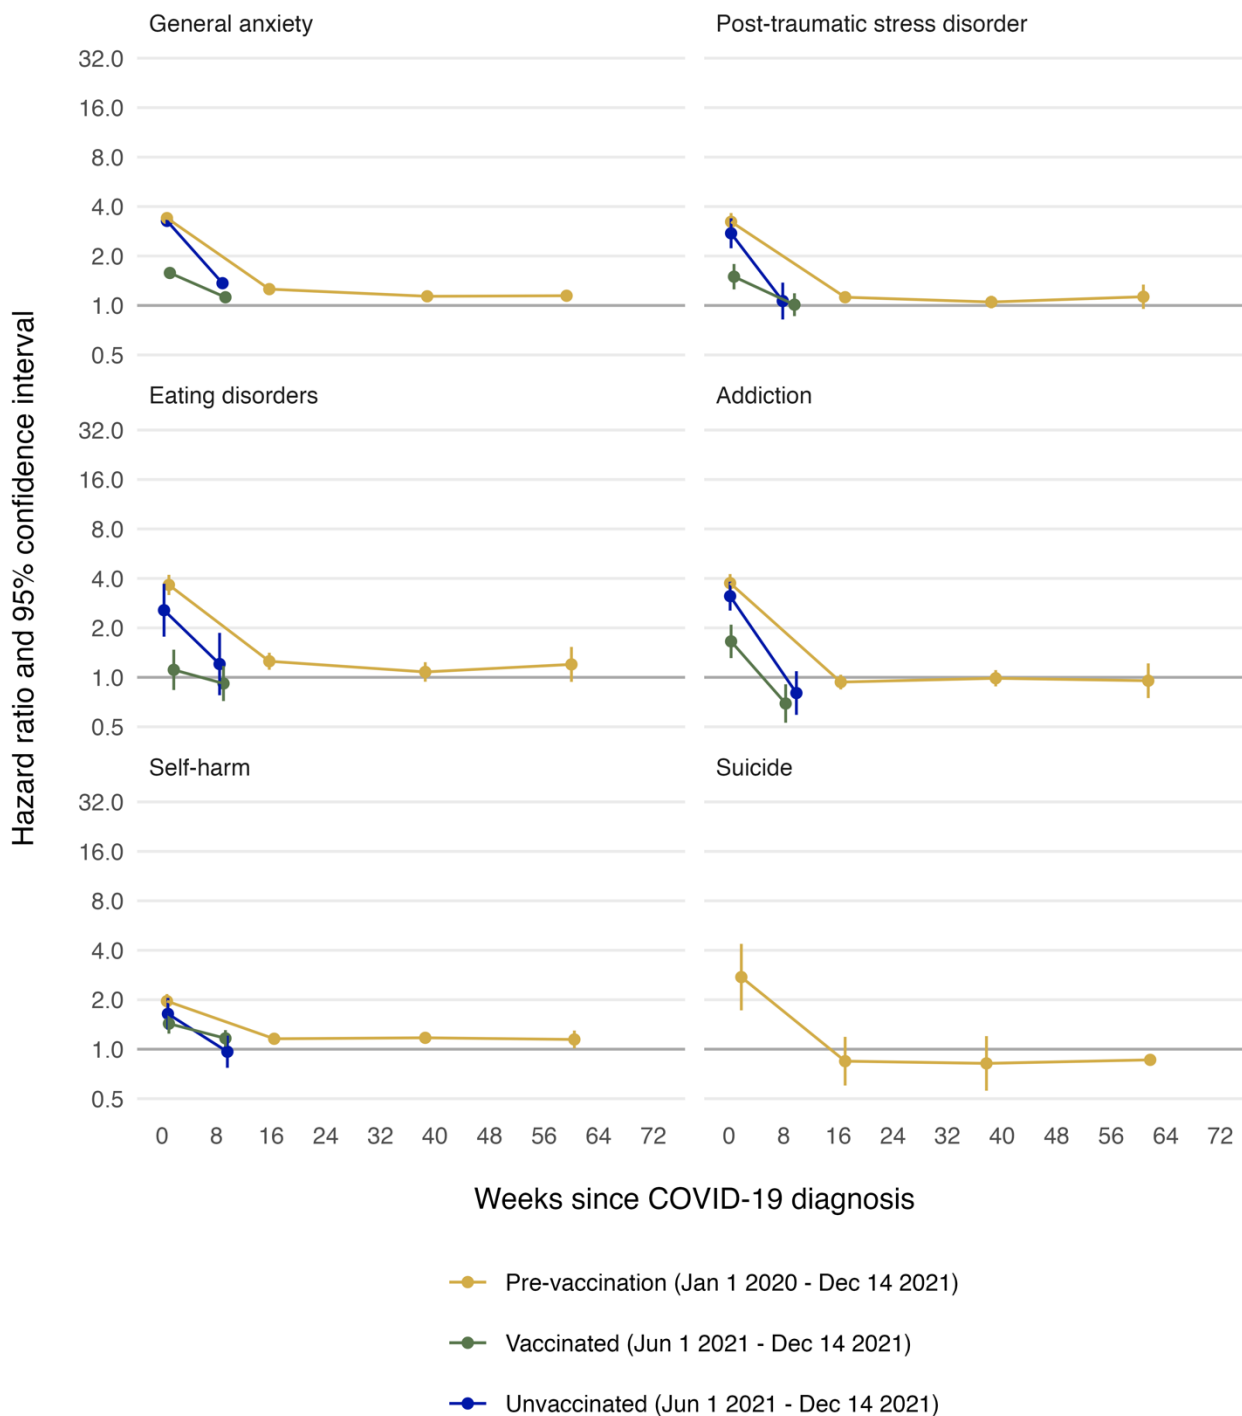 General anxiety
Post-traumatic stress disorder
32.0
16.0
8.0
4.0
2.0
1.0
0.5
Eating disorders
Addiction
32.0
16.0
8.0
4.0
2.0
1.0
0.5
Self-harm
Suicide
32.0
16.0
8.0
4.0
2.0
1.0
0.5
Hazard ratio and 95% confidence interval
0 8 16 24 32 40 48 56 64 72
0 8 16 24 32 40 48 56 64 72
Weeks since COVID-19 diagnosis
Pre-vaccination (Jan 1 2020 - Dec 14 2021)
Vaccinated (Jun 1 2021 - Dec 14 2021)
Unvaccinated (Jun 1 2021 - Dec 14 2021)